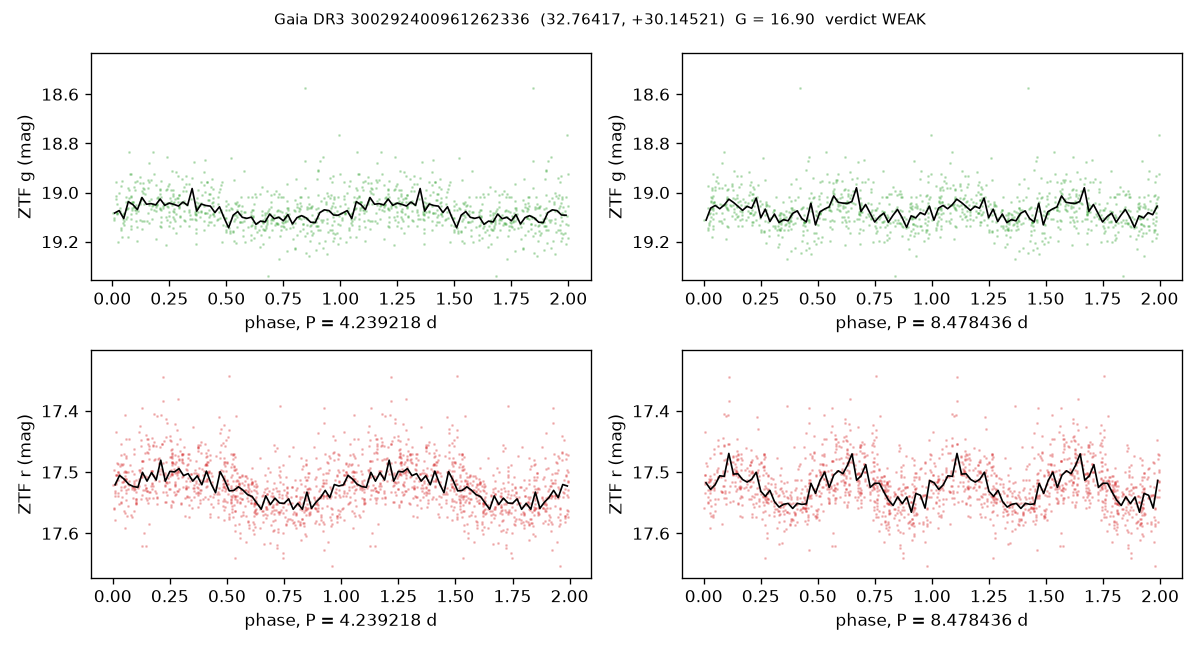 Gaia DR3 300292400961262336  (32.76417, +30.14521)  G = 16.90  verdict WEAK
ZTF g (mag)
18.6
18.8
19.0
19.2
0.00 0.25 0.50 0.75 1.00 1.25 1.50 1.75 2.00
phase, P = 4.239218 d
ZTF g (mag)
18.6
18.8
19.0
19.2
0.00 0.25 0.50 0.75 1.00 1.25 1.50 1.75 2.00
phase, P = 8.478436 d
ZTF r (mag)
17.4
17.5
17.6
0.00 0.25 0.50 0.75 1.00 1.25 1.50 1.75 2.00
phase, P = 4.239218 d
ZTF r (mag)
17.4
17.5
17.6
0.00 0.25 0.50 0.75 1.00 1.25 1.50 1.75 2.00
phase, P = 8.478436 d